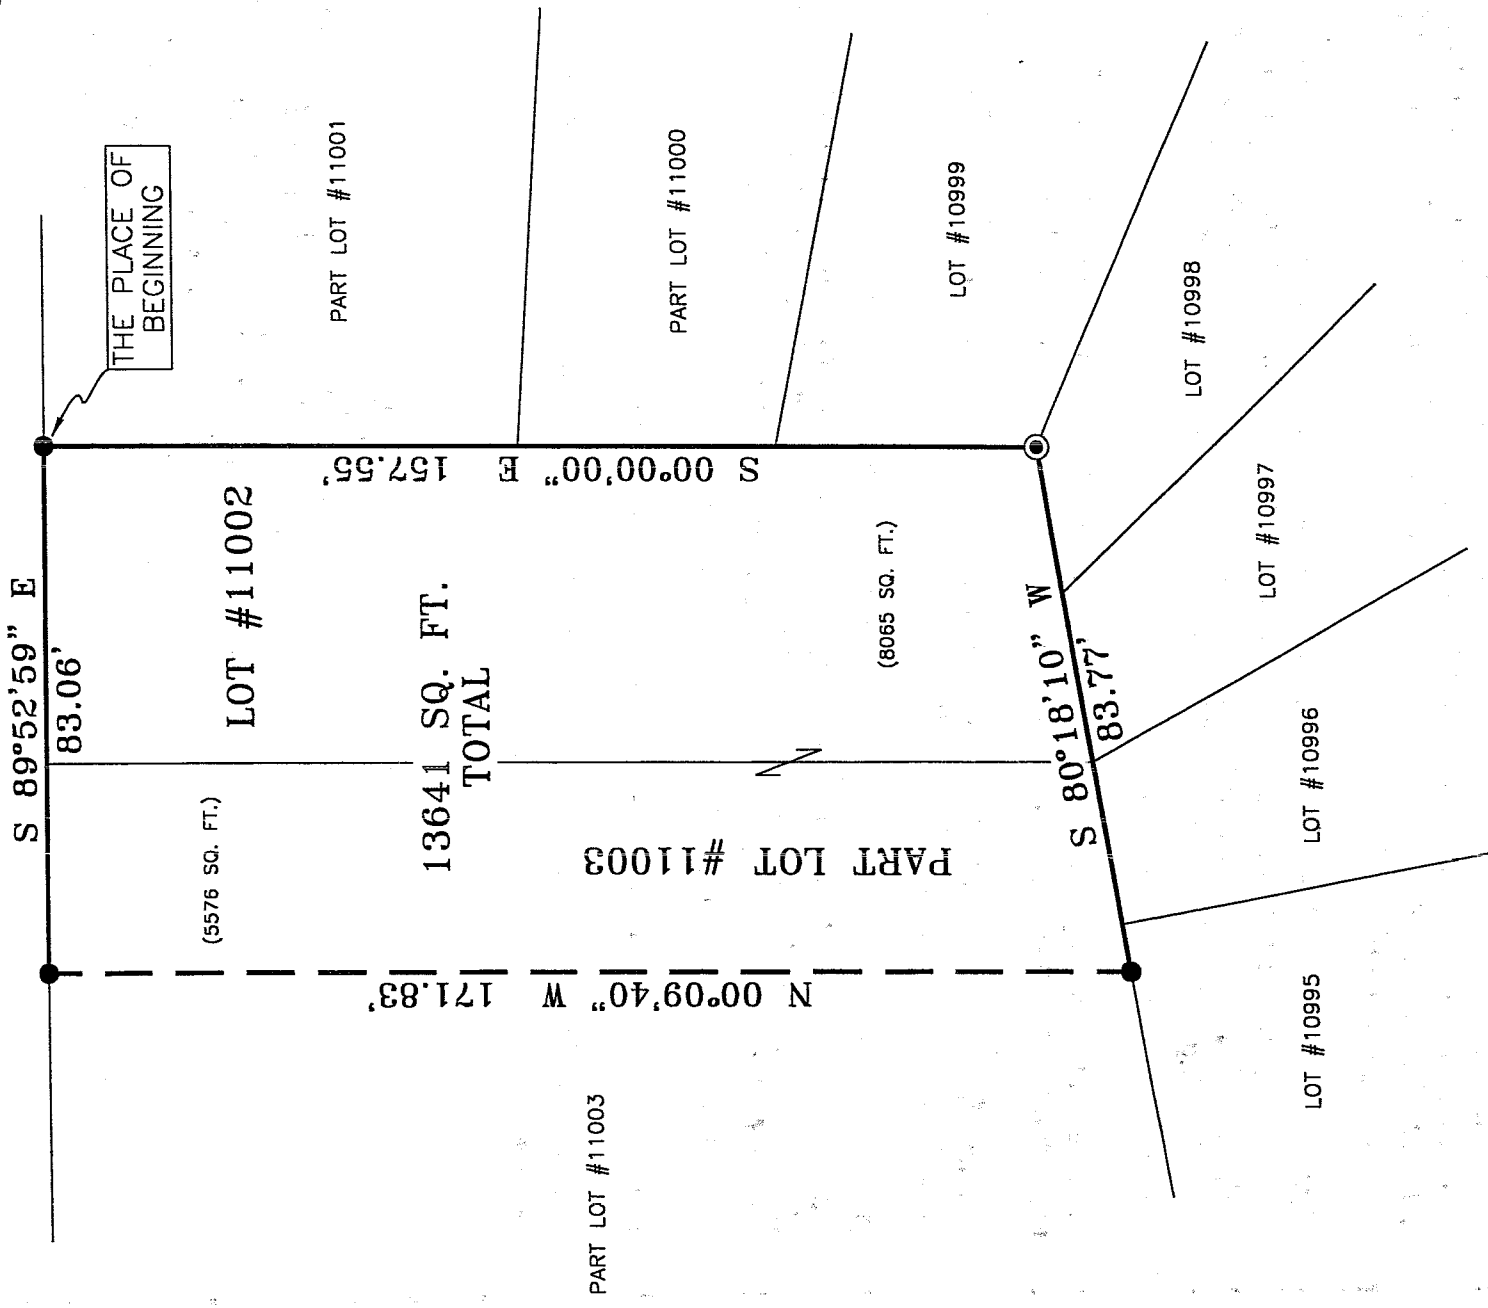 S 89°52'59" E
83.06'
THE PLACE OF
BEGINNING
LOT #11002
PART LOT #11001
(5576 SQ. FT.)
13641 SQ. FT.
TOTAL
S 00°00'00" E 157.55'
PART LOT #11000
PART LOT #11003
(8065 SQ. FT.)
LOT #10999
N 00°09'40" W 171.83'
PART LOT #11003
S 80°18'10" W
83.77'
LOT #10998
LOT #10997
LOT #10996
LOT #10995